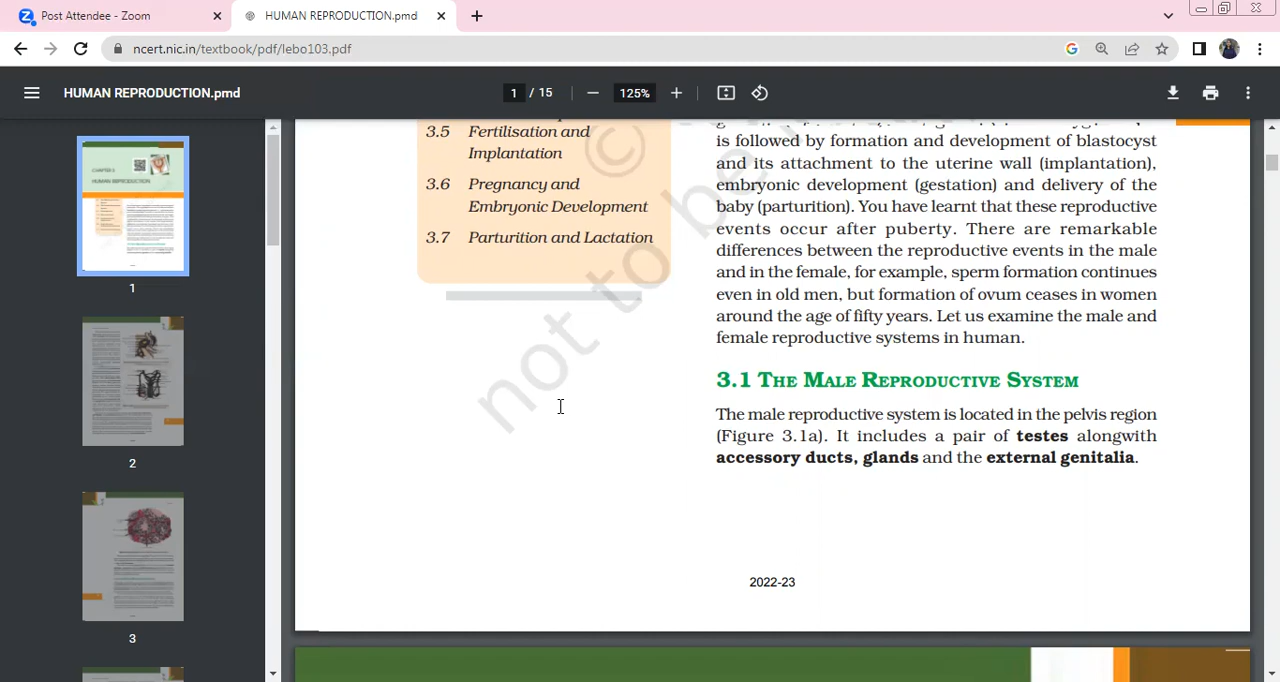 Post Attendee - Zoom
HUMAN REPRODUCTION.pmd
ncert.nic.in/textbook/pdf/lebo103.pdf
HUMAN REPRODUCTION.pmd
1 / 15
125%
3.5 Fertilisation and
Implantation
3.6 Pregnancy and
Embryonic Development
3.7 Parturition and Lactation
is followed by formation and development of blastocyst
and its attachment to the uterine wall (implantation),
embryonic development (gestation) and delivery of the
baby (parturition). You have learnt that these reproductive
events occur after puberty. There are remarkable
differences between the reproductive events in the male
and in the female, for example, sperm formation continues
even in old men, but formation of ovum ceases in women
around the age of fifty years. Let us examine the male and
female reproductive systems in human.
3.1 THE MALE REPRODUCTIVE SYSTEM
The male reproductive system is located in the pelvis region
(Figure 3.1a). It includes a pair of testes alongwith
accessory ducts, glands and the external genitalia.
2022-23
© not to be
1
2
3